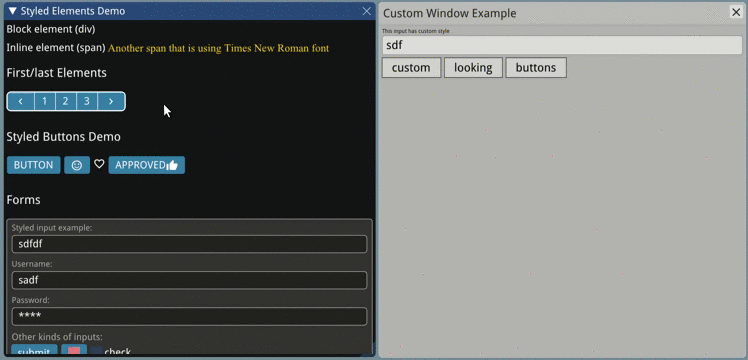 Styled Elements Demo
Block element (div)
Inline element (span) Another span that is using Times New Roman font
First/last Elements
< 1 2 3 >
Styled Buttons Demo
BUTTON APPROVED
Forms
Styled input example:
sdfdf
Username:
sadf
Password:
****
Other kinds of inputs:
submit check
Custom Window Example
This input has custom style
sdf
custom looking buttons